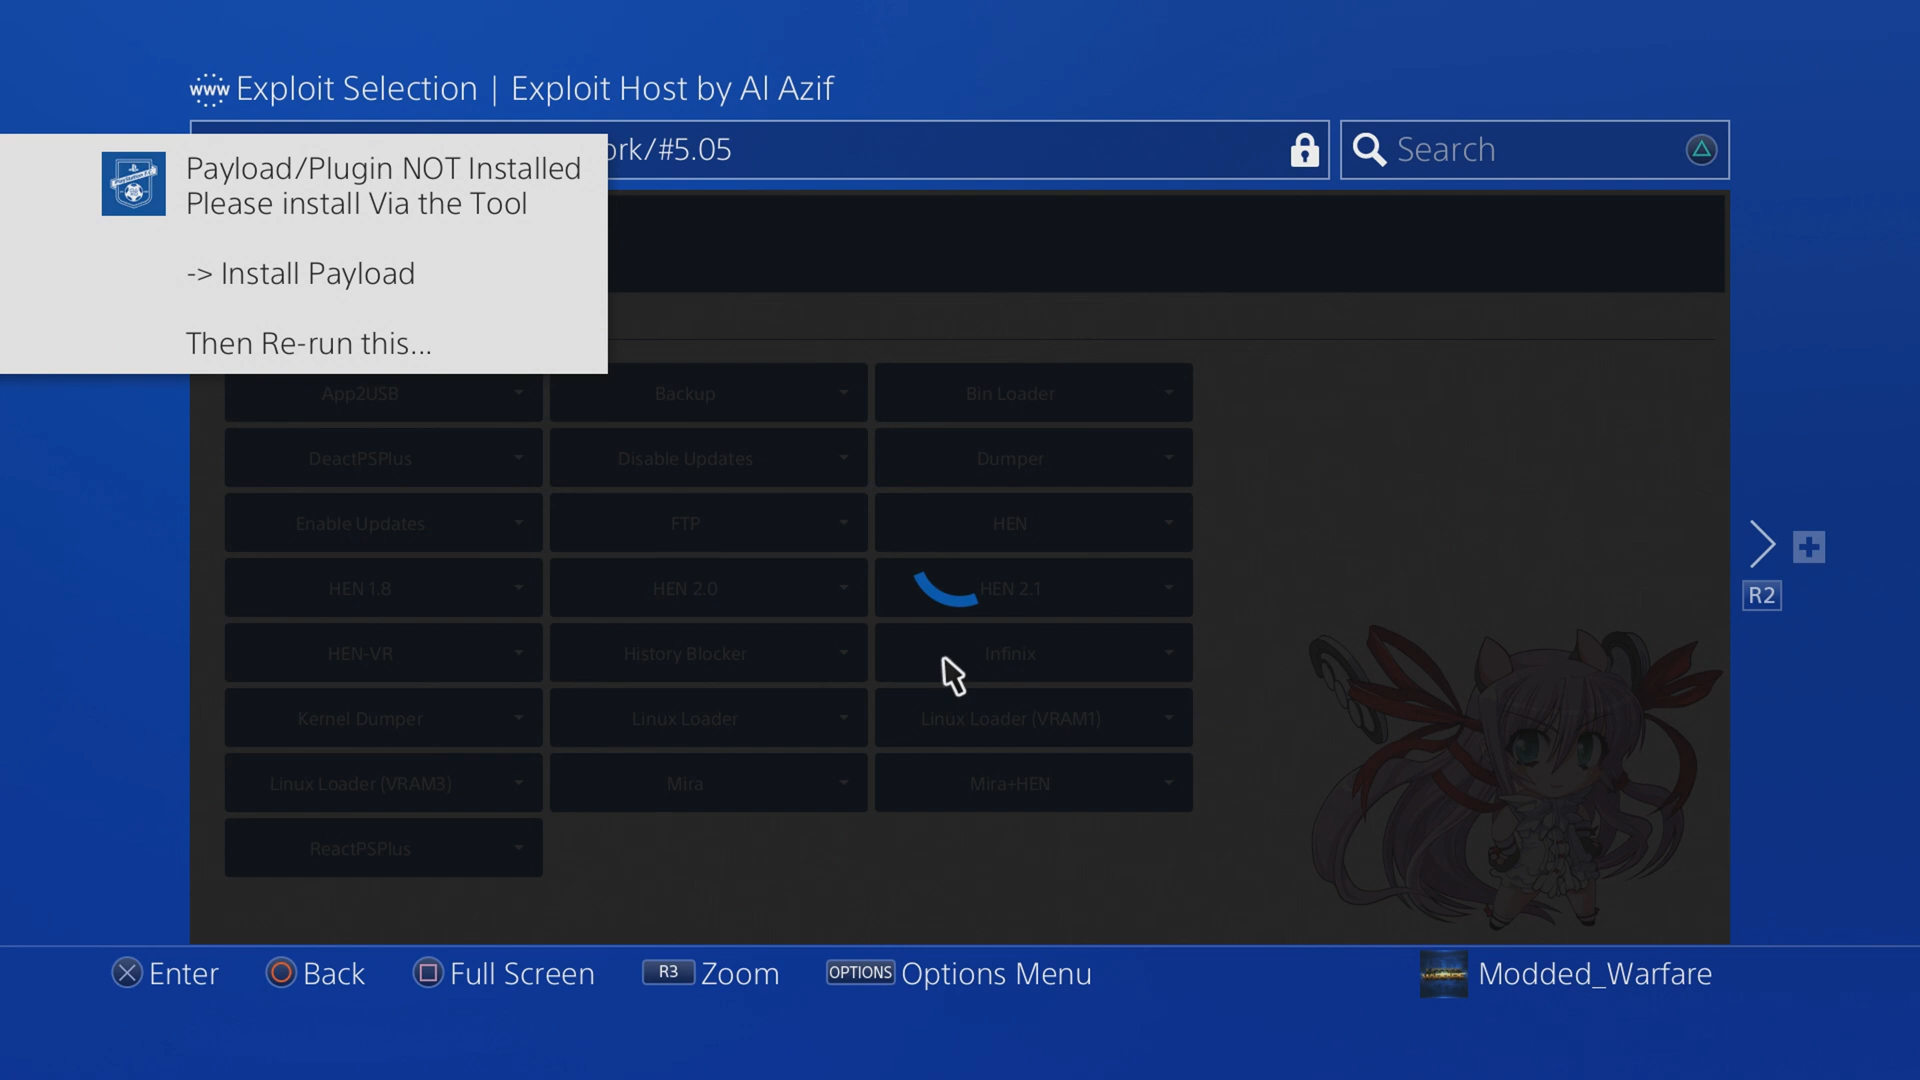 www Exploit Selection | Exploit Host by Al Azif
ork/#5.05
Search
Payload/Plugin NOT Installed
Please install Via the Tool
-> Install Payload
Then Re-run this...
App2USB Backup Bin Loader
DeactPSPlus Disable Updates Dumper
Enable Updates FTP HEN
HEN 1.8 HEN 2.0 HEN 2.1
HEN-VR History Blocker Infinix
Kernel Dumper Linux Loader Linux Loader (VRAM1)
Linux Loader (VRAM3) Mira Mira+HEN
ReactPSPlus
R2
Enter Back Full Screen R3 Zoom OPTIONS Options Menu Modded_Warfare